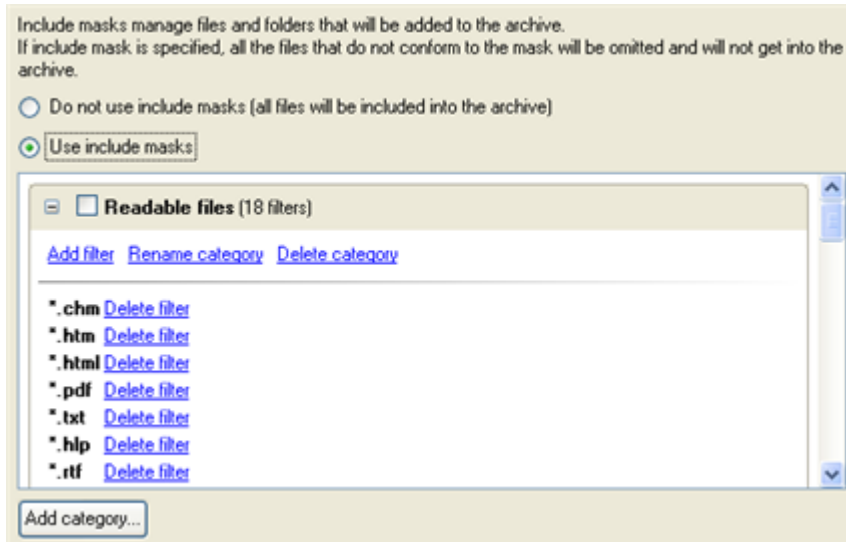 Include masks manage files and folders that will be added to the archive.
If include mask is specified, all the files that do not conform to the mask will be omitted and will not get into the
archive.
Do not use include masks (all files will be included into the archive)
Use include masks
Readable files (18 filters)
Add filter Rename category Delete category
*.chm Delete filter
*.htm Delete filter
*.html Delete filter
*.pdf Delete filter
*.txt Delete filter
*.hlp Delete filter
*.rtf Delete filter
Add category...